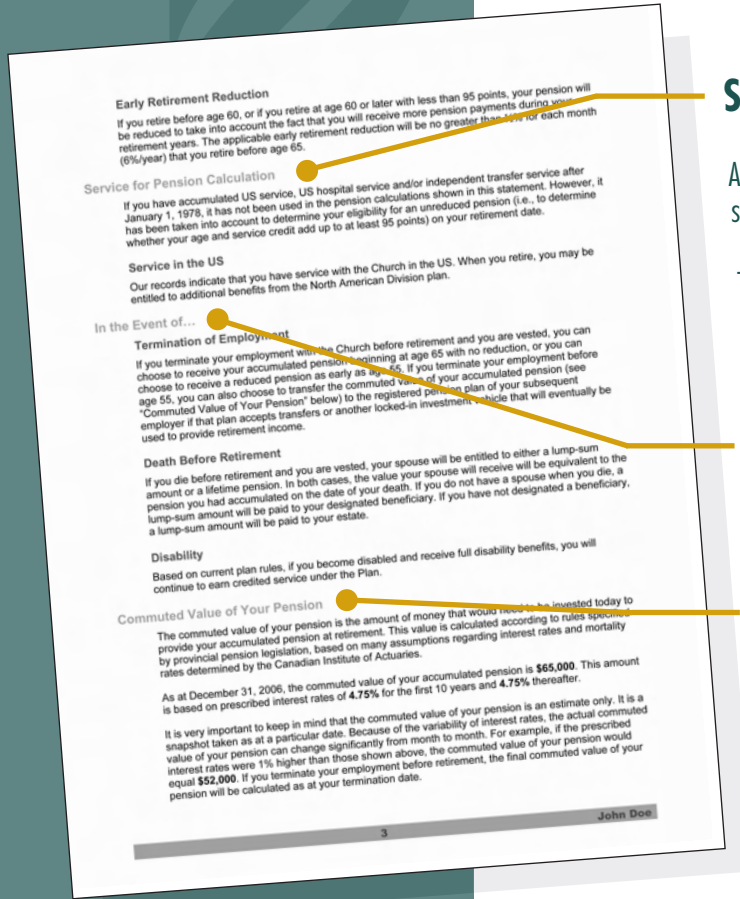 Early Retirement Reduction
If you retire before age 60, or if you retire at age 60 or later with less than 95 points, your pension will
be reduced to take into account the fact that you will receive more pension payments during your
retirement years. The applicable early retirement reduction will be no greater than for each month
(6%/year) that you retire before age 65.
Service for Pension Calculation
If you have accumulated US service, US hospital service and/or independent transfer service after
January 1, 1978, it has not been used in the pension calculations shown in this statement. However, it
has been taken into account to determine your eligibility for an unreduced pension (i.e., to determine
whether your age and service credit add up to at least 95 points) on your retirement date.
Service in the US
Our records indicate that you have service with the Church in the US. When you retire, you may be
entitled to additional benefits from the North American Division plan.
In the Event of...
Termination of Employment
If you terminate your employment with the Church before retirement and you are vested, you can
choose to receive your accumulated pension beginning at age 65 with no reduction, or you can
choose to receive a reduced pension as early as age 55. If you terminate your employment before
age 55, you can also choose to transfer the commuted value of your accumulated pension (see
"Commuted Value of Your Pension" below) to the registered pension plan of your subsequent
employer if that plan accepts transfers or another locked-in investment vehicle that will eventually be
used to provide retirement income.
Death Before Retirement
If you die before retirement and you are vested, your spouse will be entitled to either a lump-sum
amount or a lifetime pension. In both cases, the value your spouse will receive will be equivalent to the
pension you had accumulated on the date of your death. If you do not have a spouse when you die, a
lump-sum amount will be paid to your designated beneficiary. If you have not designated a beneficiary,
a lump-sum amount will be paid to your estate.
Disability
Based on current plan rules, if you become disabled and receive full disability benefits, you will
continue to earn credited service under the Plan.
Commuted Value of Your Pension
The commuted value of your pension is the amount of money that would need to be invested today to
provide your accumulated pension at retirement. This value is calculated according to rules specified
by provincial pension legislation, based on many assumptions regarding interest rates and mortality
rates determined by the Canadian Institute of Actuaries.
As at December 31, 2006, the commuted value of your accumulated pension is $65,000. This amount
is based on prescribed interest rates of 4.75% for the first 10 years and 4.75% thereafter.
It is very important to keep in mind that the commuted value of your pension is an estimate only. It is a
snapshot taken as at a particular date. Because of the variability of interest rates, the actual commuted
value of your pension can change significantly from month to month. For example, if the prescribed
interest rates were 1% higher than those shown above, the commuted value of your pension would
equal $52,000. If you terminate your employment before retirement, the final commuted value of your
pension will be calculated as at your termination date.
3
John Doe
S
A
s